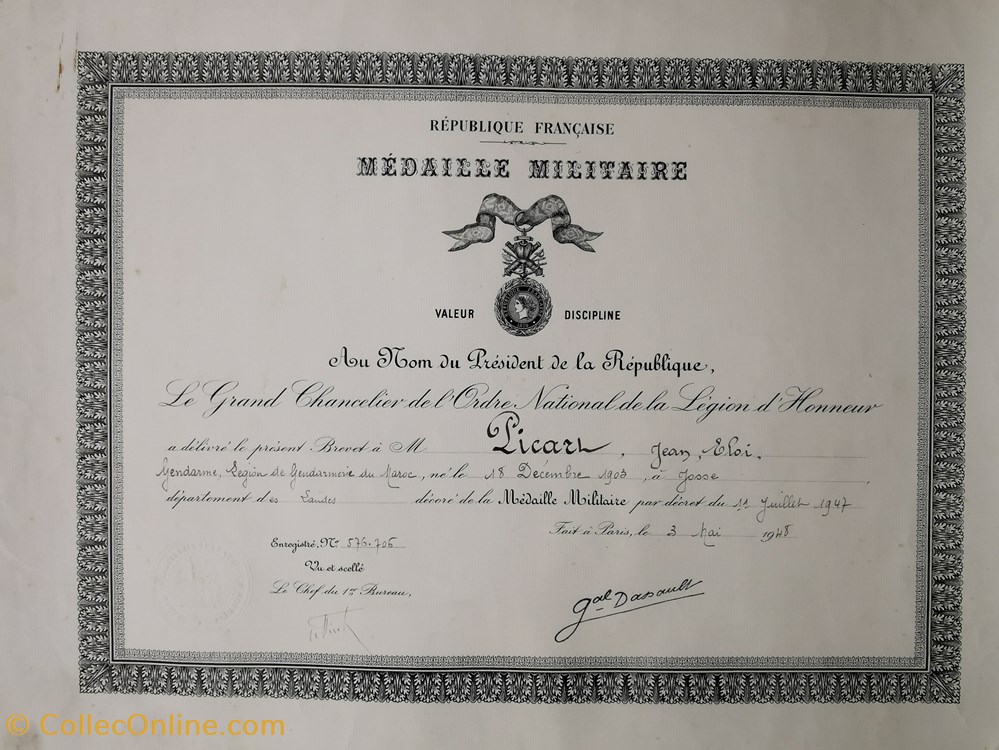 RÉPUBLIQUE FRANÇAISE
MÉDAILLE MILITAIRE
VALEUR DISCIPLINE
Au Nom du Président de la République,
Le Grand Chancelier de l'Ordre National de la Légion d'Honneur
a délivré le présent Brevet à M. Picart, Jean, Eloi,
Gendarme, Légion de Gendarmerie du Maroc, né le 18 Décembre 1903, à Josse
département des Landes décoré de la Médaille Militaire par décret du 11 Juillet 1947
Fait à Paris, le 3 Mai 1948
Enregistré, N° 576.706
Vu et scellé
Le Chef du 1er Bureau,
Gal Dassault
© CollecOnline.com